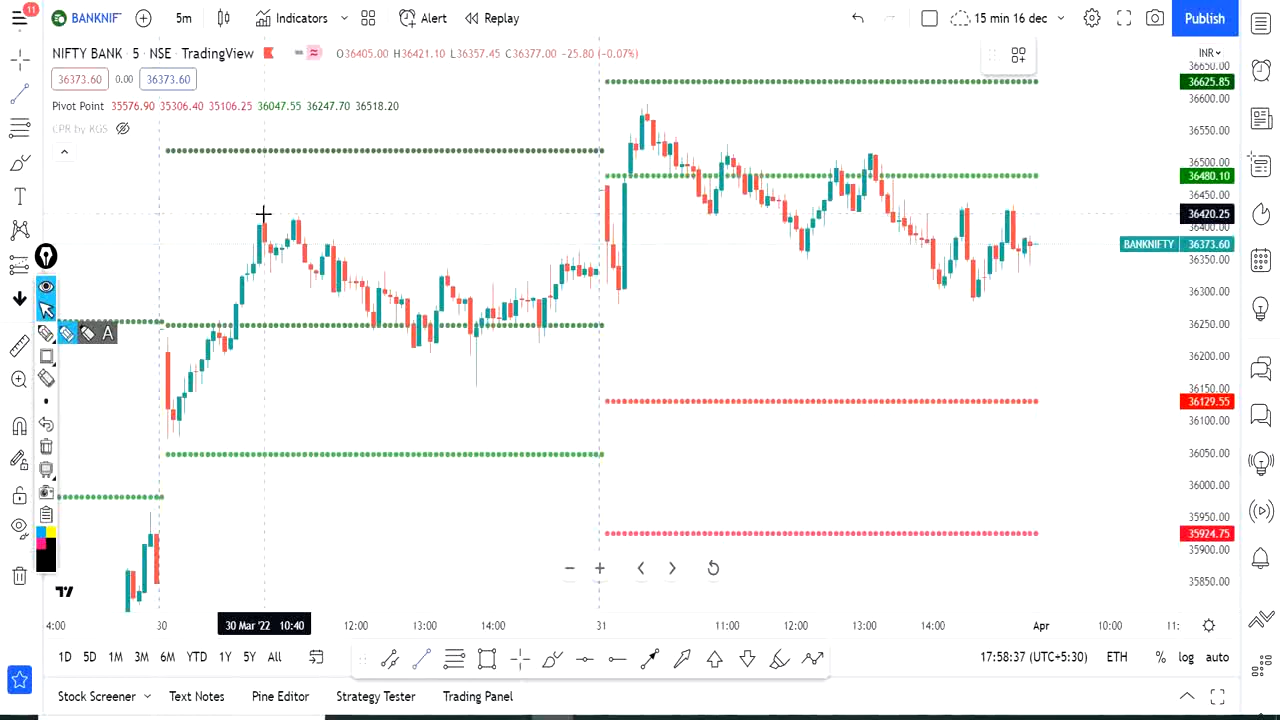 11
BANKNIF
5m
Indicators
Alert
Replay
15 min 16 dec
Publish
NIFTY BANK · 5 · NSE · TradingView
O36405.00 H36421.10 L36357.45 C36377.00 -25.80 (-0.07%)
INR
36373.60 0.00 36373.60
Pivot Point 35576.90 35306.40 35106.25 36047.55 36247.70 36518.20
CPR by KGS
36650.00
36625.85
36600.00
36550.00
36500.00
36480.10
36450.00
36420.25
36400.00
BANKNIFTY 36373.60
36350.00
36300.00
36250.00
A
36200.00
36150.00
36129.55
36100.00
36050.00
36000.00
35950.00
35924.75
35900.00
35850.00
4:00
30
30 Mar '22 10:40
12:00
13:00
14:00
31
11:00
12:00
13:00
14:00
Apr
10:00
11:
1D 5D 1M 3M 6M YTD 1Y 5Y All
17:58:37 (UTC+5:30) ETH % log auto
Stock Screener Text Notes Pine Editor Strategy Tester Trading Panel